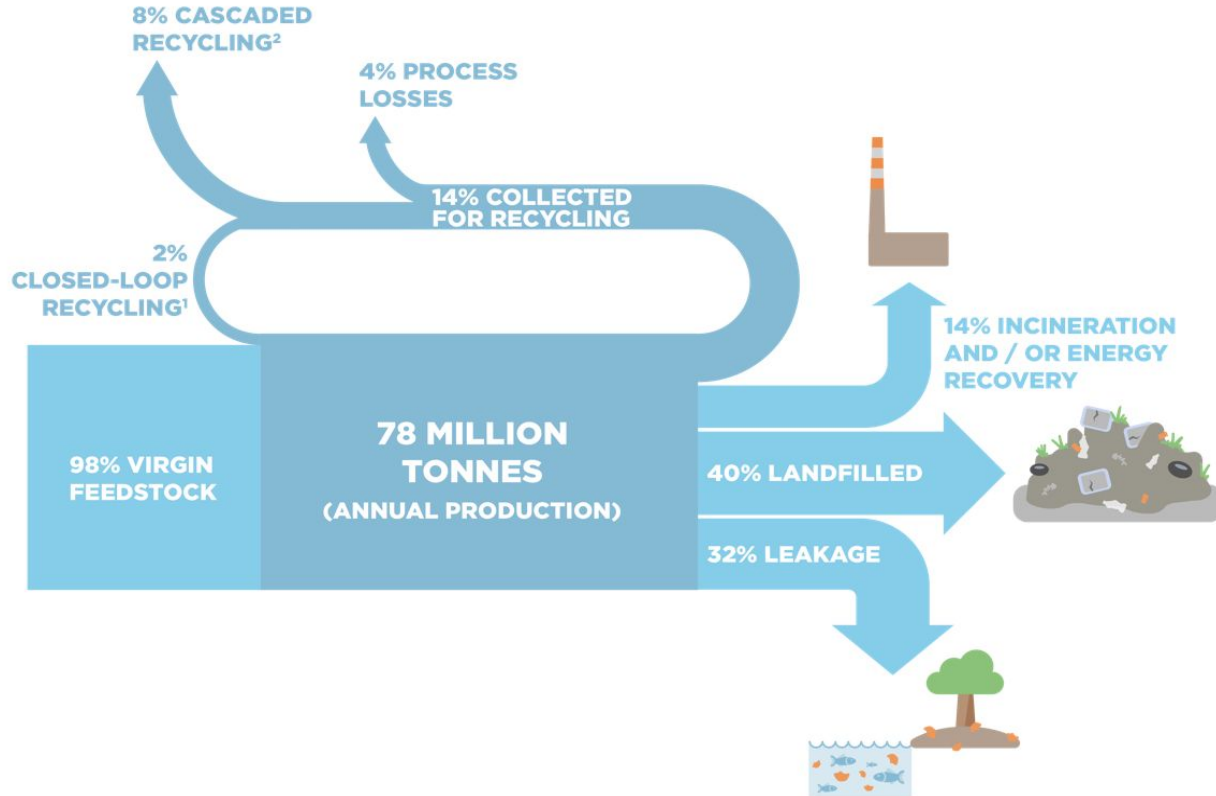 8% CASCADED
RECYCLING²
4% PROCESS
LOSSES
14% COLLECTED
FOR RECYCLING
2%
CLOSED-LOOP
RECYCLING¹
14% INCINERATION
AND / OR ENERGY
RECOVERY
98% VIRGIN
FEEDSTOCK
78 MILLION
TONNES
(ANNUAL PRODUCTION)
40% LANDFILLED
32% LEAKAGE